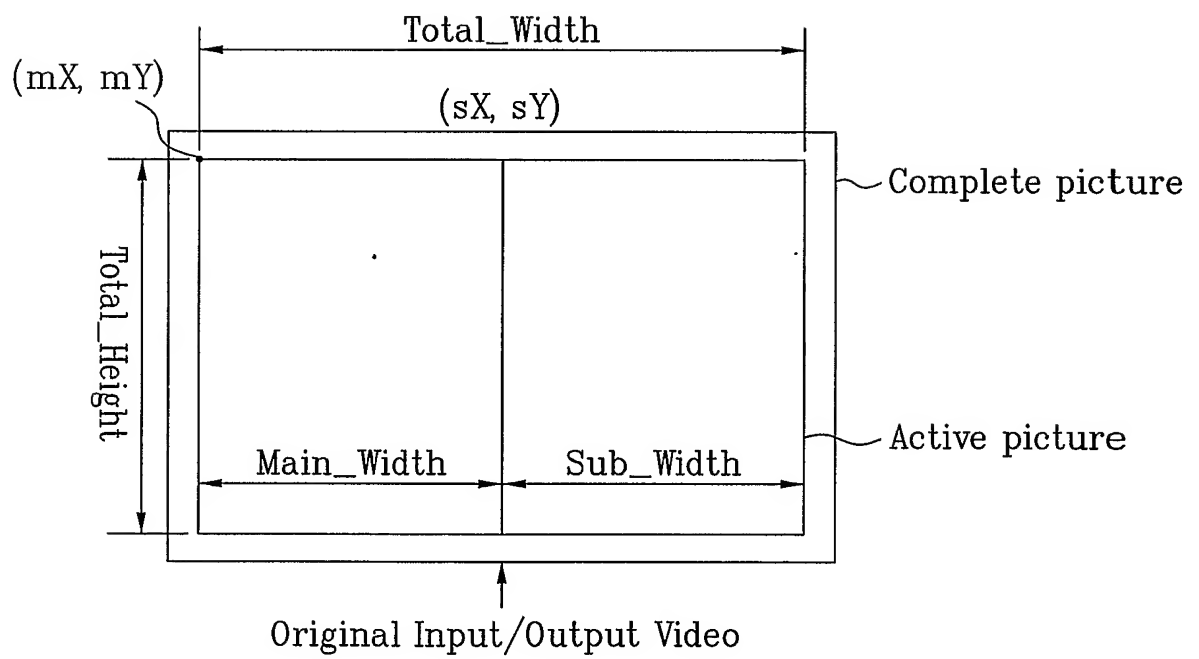 Total_Width
(mX, mY)
(sX, sY)
Complete picture
Total_Height
Active picture
Main_Width
Sub_Width
Original Input/Output Video